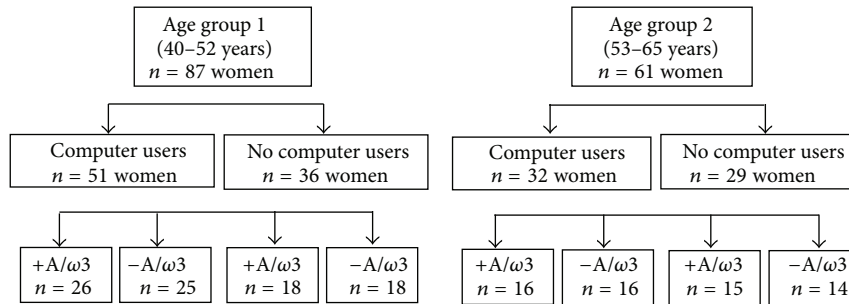 Age group 1
(40–52 years)
n = 87 women
Age group 2
(53–65 years)
n = 61 women
Computer users
n = 51 women
No computer users
n = 36 women
Computer users
n = 32 women
No computer users
n = 29 women
+A/ω3
n = 26
−A/ω3
n = 25
+A/ω3
n = 18
−A/ω3
n = 18
+A/ω3
n = 16
−A/ω3
n = 16
+A/ω3
n = 15
−A/ω3
n = 14